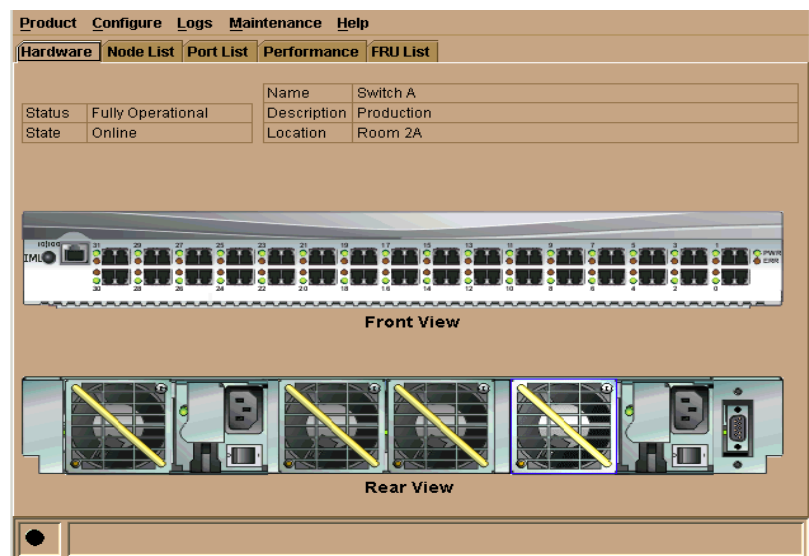 Product Configure Logs Maintenance Help
Hardware Node List Port List Performance FRU List
Name Switch A
Status Fully Operational Description Production
State Online Location Room 2A
10|100
31 29 27 25 23 21 19 17 15 13 11 9 7 5 3 1
IML PWR
ERR
30 28 26 24 22 20 18 16 14 12 10 8 6 4 2 0
Front View
Rear View